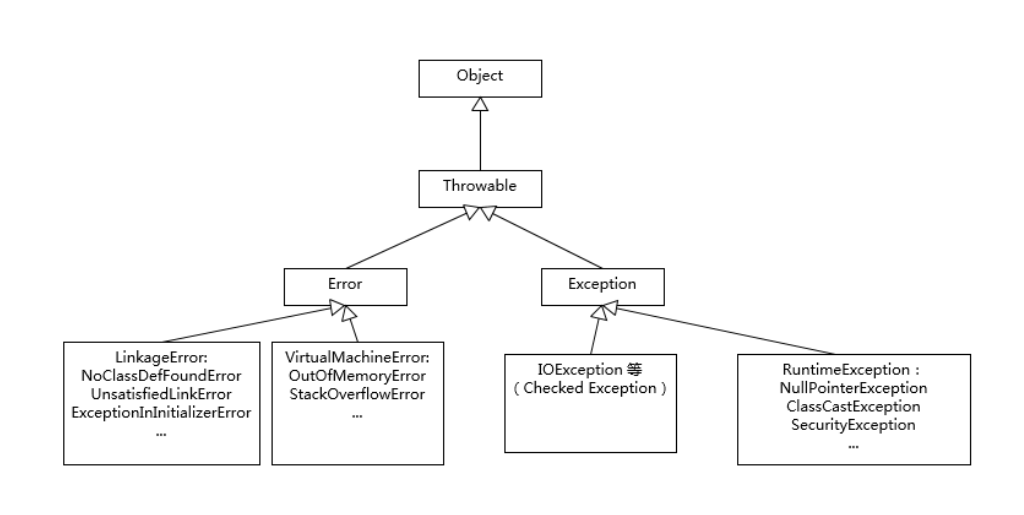 Object
Throwable
Error
Exception
LinkageError:
NoClassDefFoundError
UnsatisfiedLinkError
ExceptionInInitializerError
...
VirtualMachineError:
OutOfMemoryError
StackOverflowError
...
IOException 等
（Checked Exception）
RuntimeException：
NullPointerException
ClassCastException
SecurityException
...